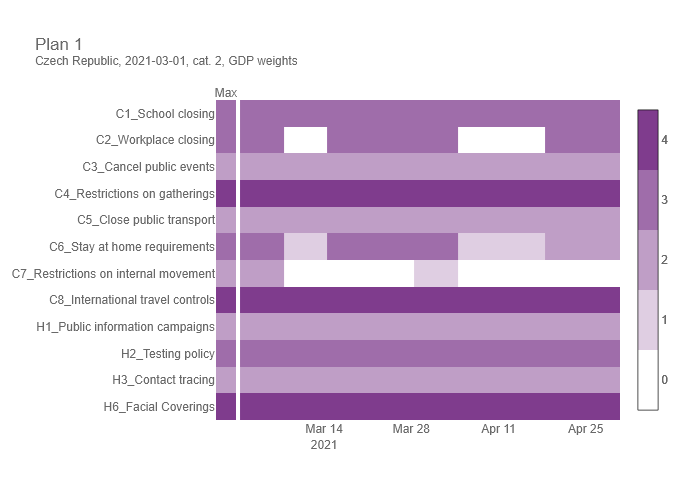 Plan 1
Czech Republic, 2021-03-01, cat. 2, GDP weights
Max
C1_School closing
C2_Workplace closing
C3_Cancel public events
C4_Restrictions on gatherings
C5_Close public transport
C6_Stay at home requirements
C7_Restrictions on internal movement
C8_International travel controls
H1_Public information campaigns
H2_Testing policy
H3_Contact tracing
H6_Facial Coverings
Mar 14 Mar 28 Apr 11 Apr 25
2021
4
3
2
1
0